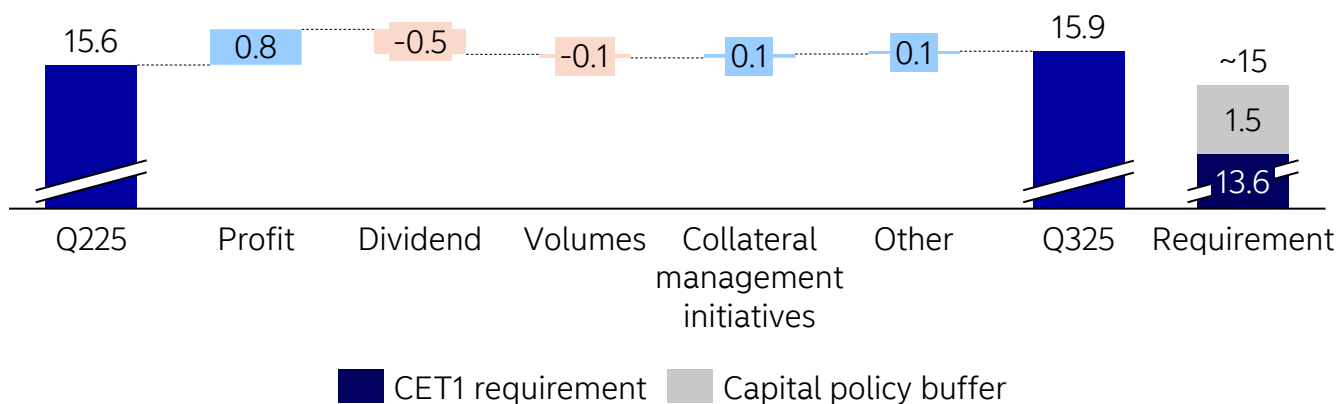 15.6
0.8
-0.5
-0.1
0.1
0.1
15.9
~15
1.5
13.6
Q225
Profit
Dividend
Volumes
Collateral
management
initiatives
Other
Q325
Requirement
CET1 requirement
Capital policy buffer